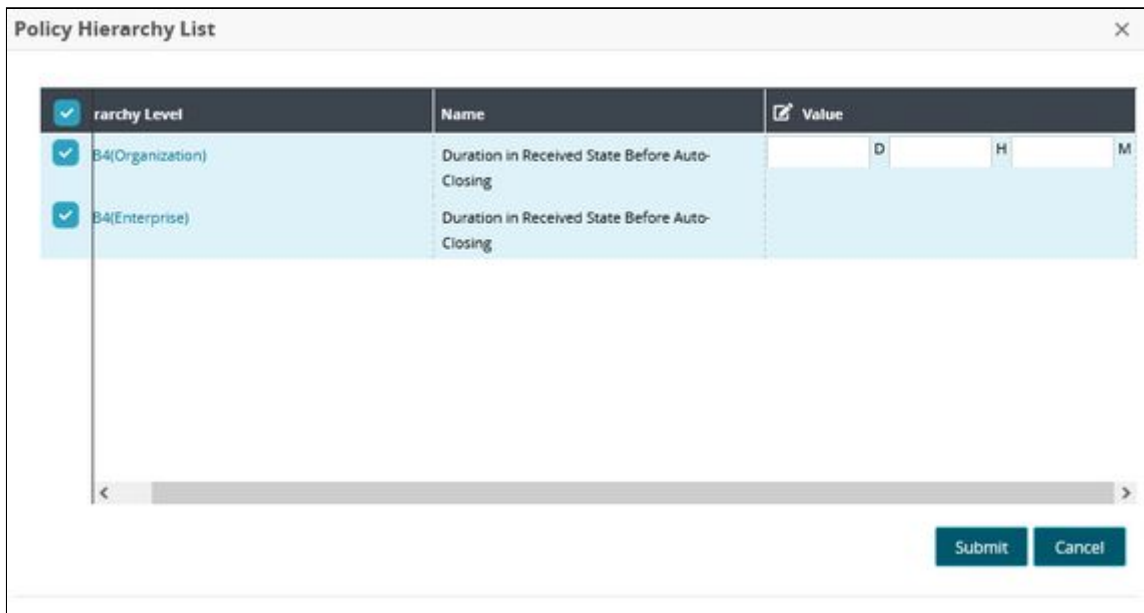 Policy Hierarchy List
rarchy Level Name Value
B4(Organization) Duration in Received State Before Auto- D H M
Closing
B4(Enterprise) Duration in Received State Before Auto-
Closing
Submit Cancel